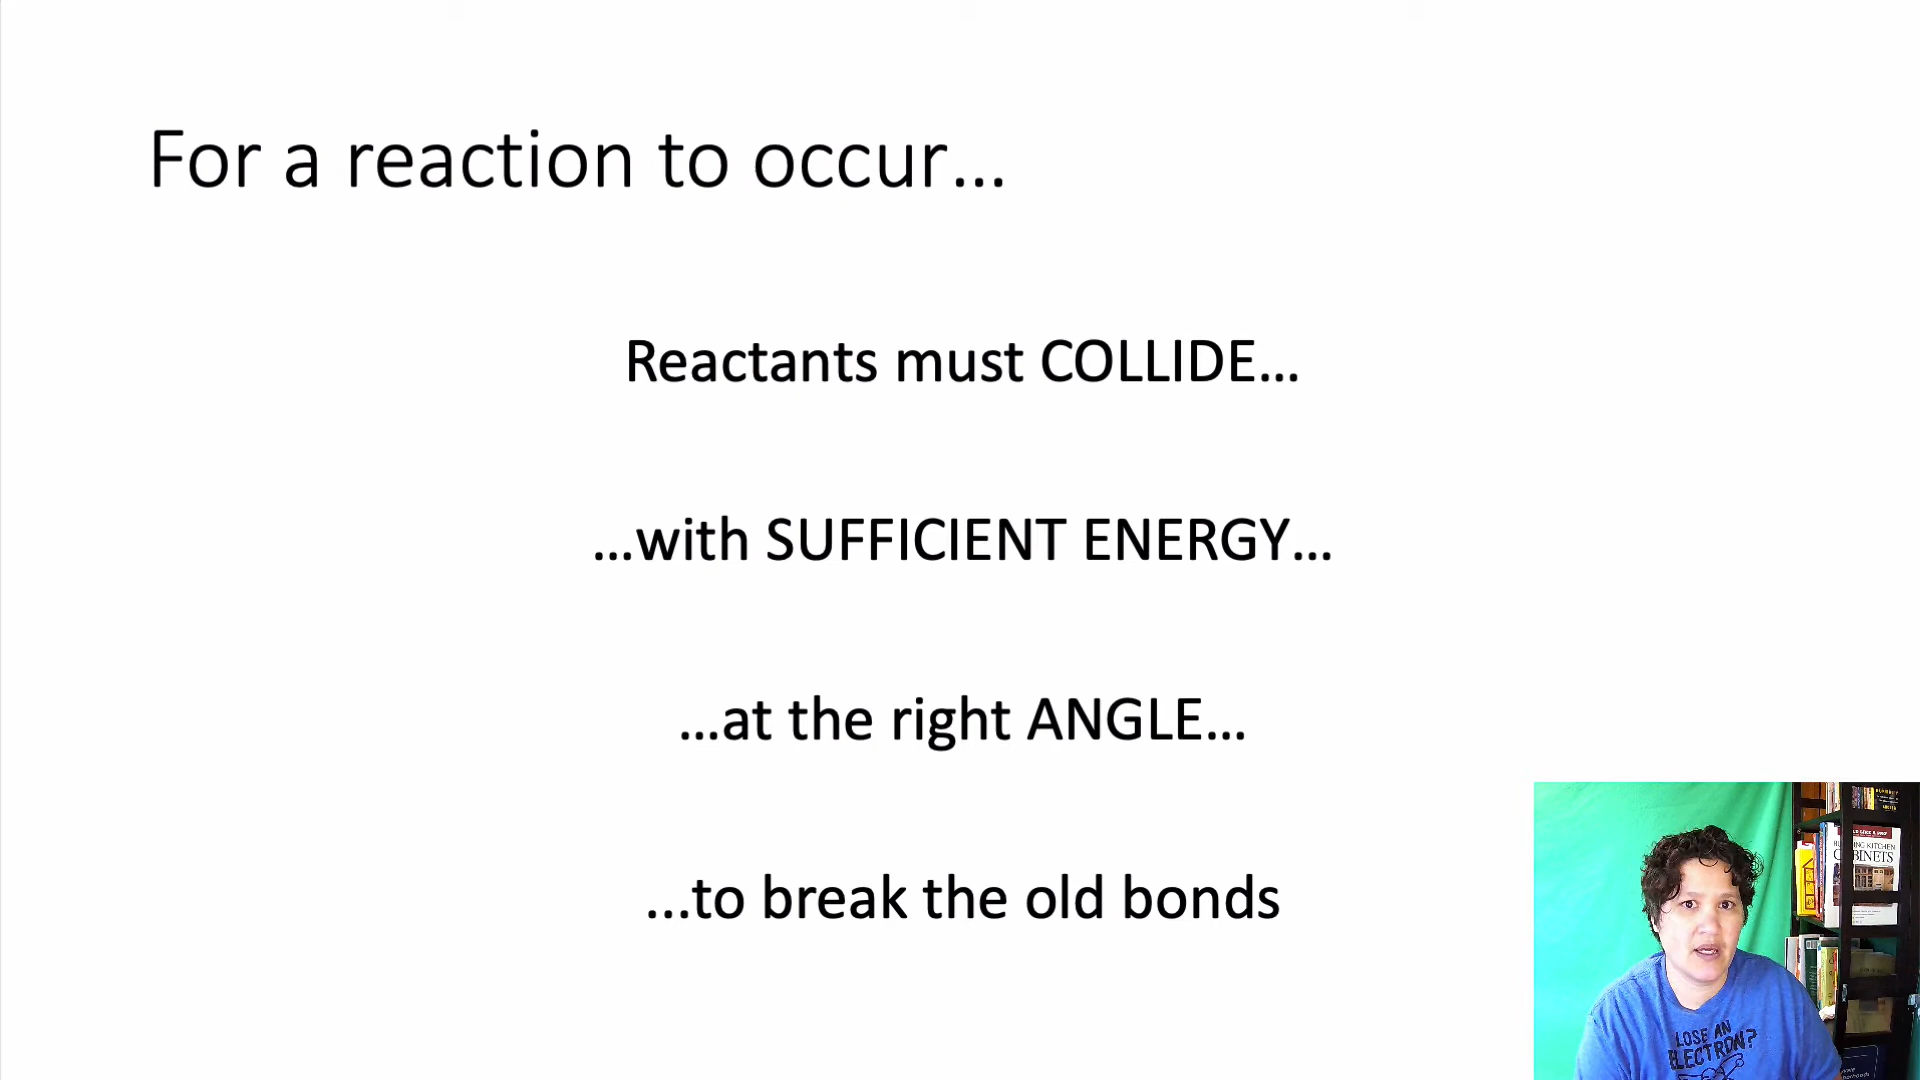 For a reaction to occur...
Reactants must COLLIDE...
...with SUFFICIENT ENERGY...
...at the right ANGLE...
...to break the old bonds
KITCHEN
LOSE AN
ELECTRON?